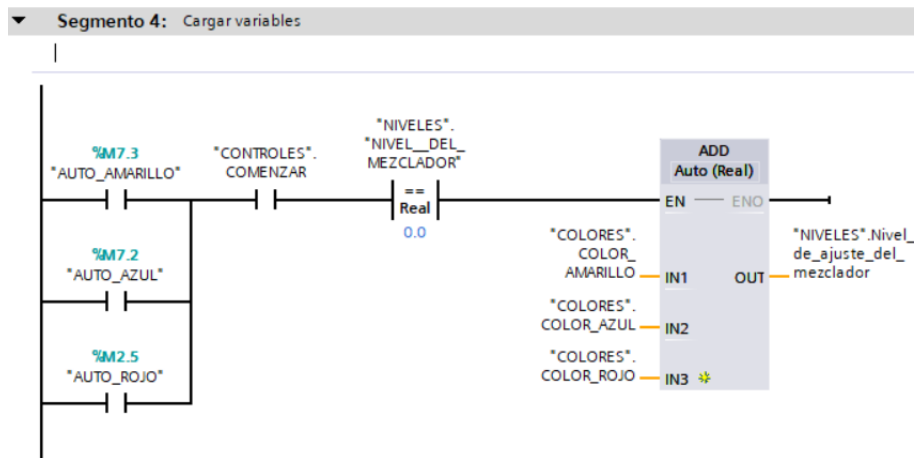 Segmento 4: Cargar variables
%M7.3
"AUTO_AMARILLO"
"CONTROLES".
COMENZAR
"NIVELES".
"NIVEL__DEL_
MEZCLADOR"
==
Real
0.0
ADD
Auto (Real)
EN
ENO
%M7.2
"AUTO_AZUL"
"COLORES".
COLOR_
AMARILLO
IN1
OUT
"NIVELES".Nivel_
de_ajuste_del_
mezclador
"COLORES".
COLOR_AZUL
IN2
%M2.5
"AUTO_ROJO"
"COLORES".
COLOR_ROJO
IN3